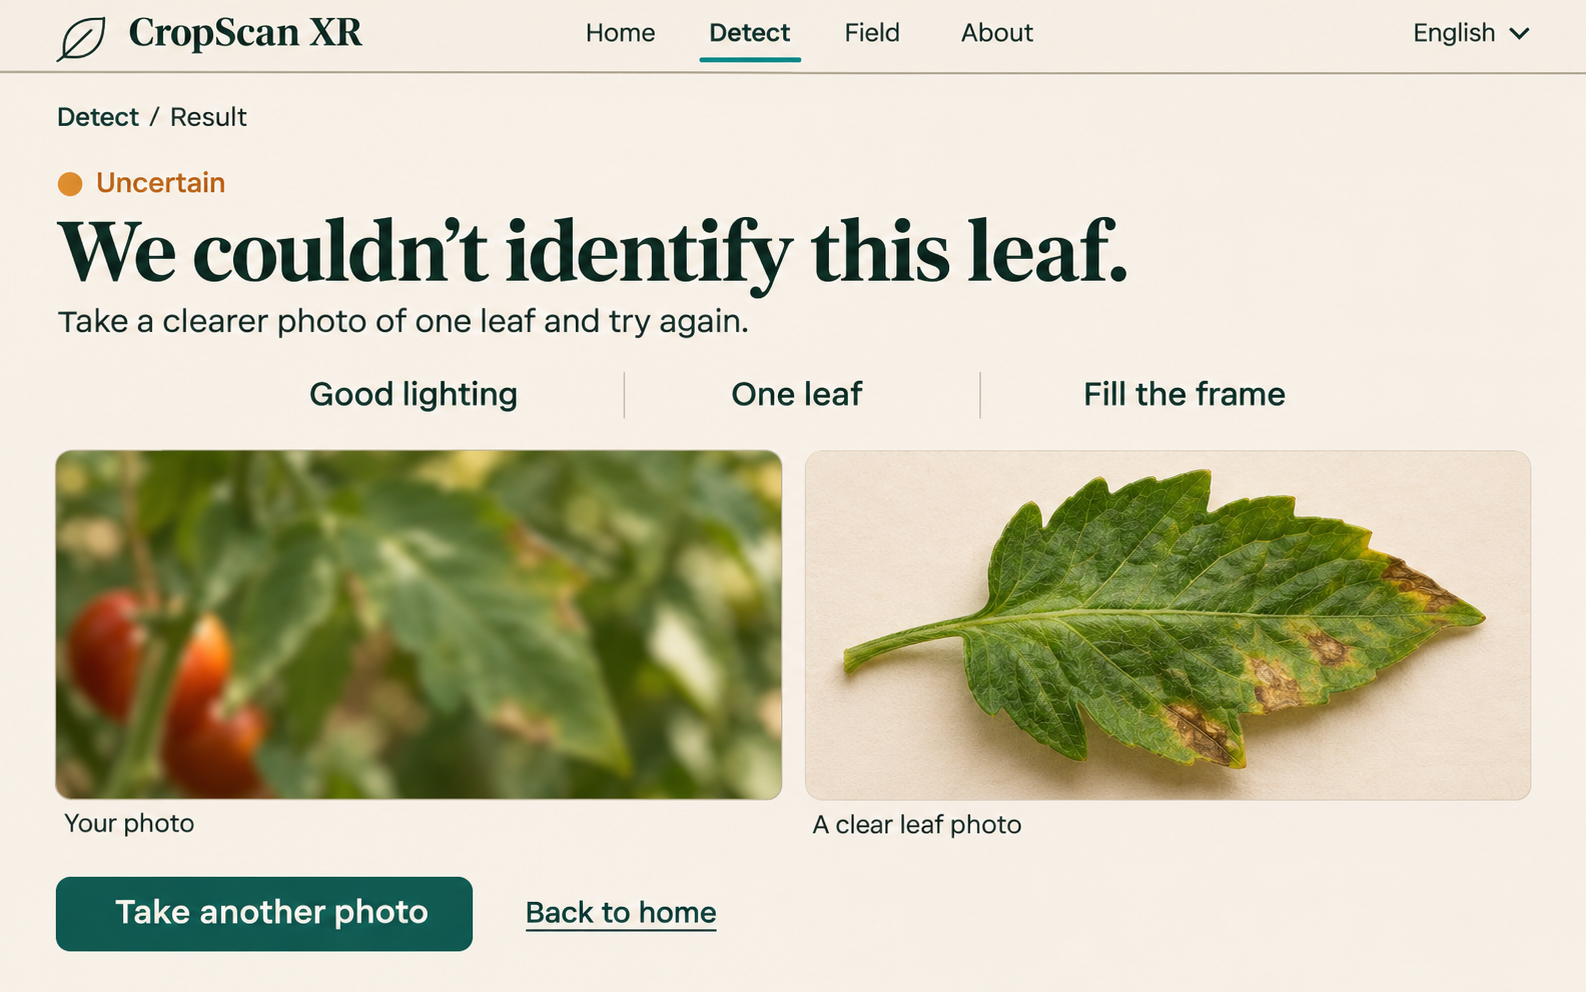 CropScan XR
Home Detect Field About
English
Detect / Result
Uncertain
We couldn’t identify this leaf.
Take a clearer photo of one leaf and try again.
Good lighting
One leaf
Fill the frame
Your photo
A clear leaf photo
Take another photo
Back to home